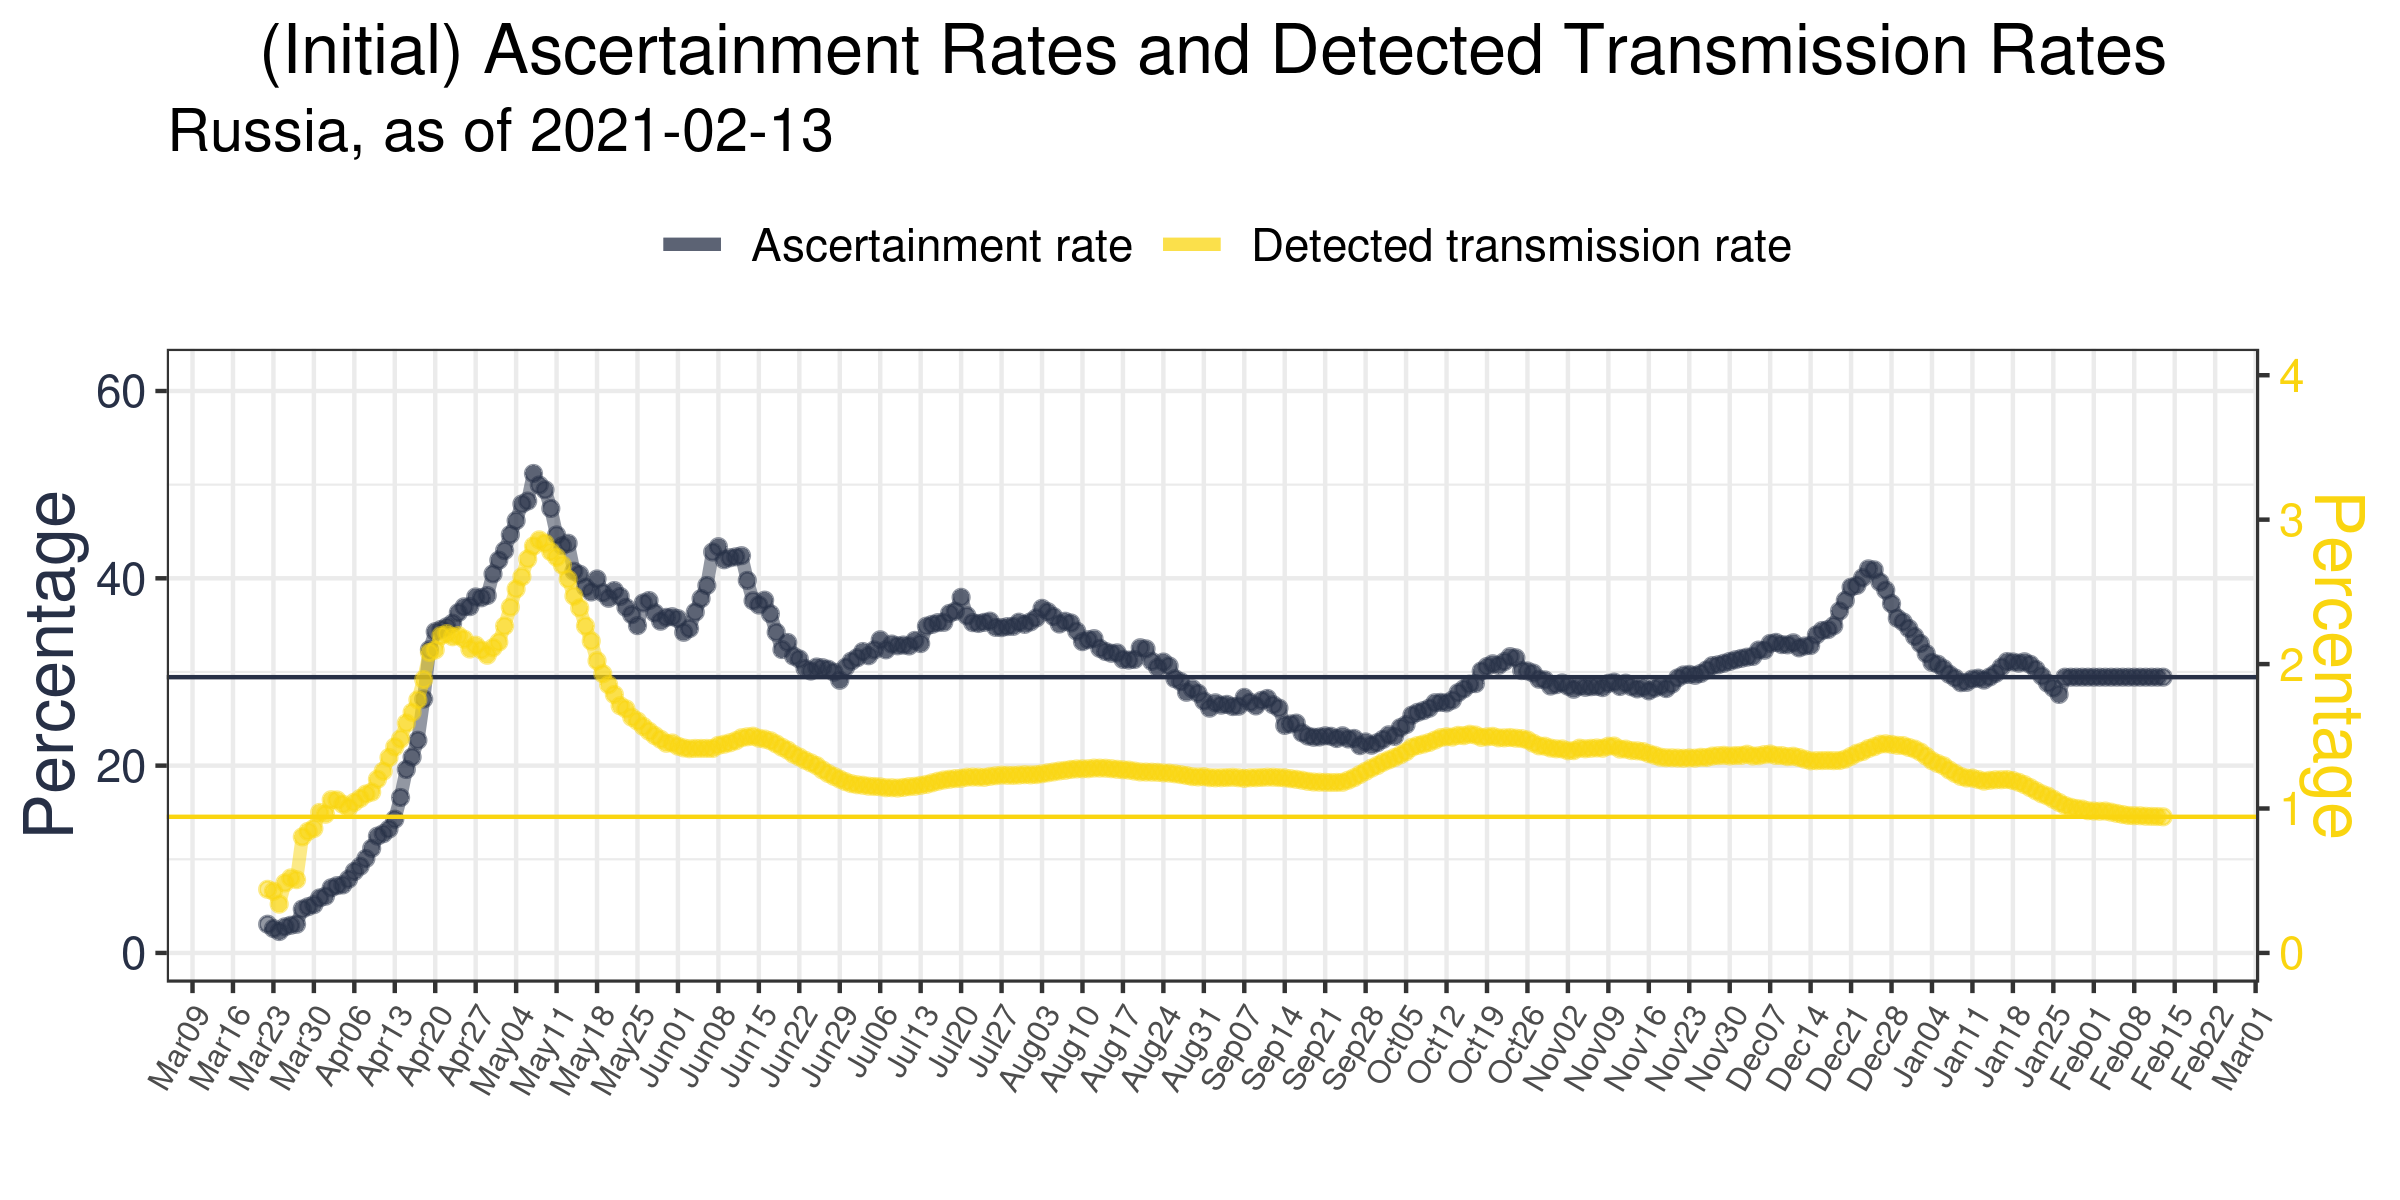 (Initial) Ascertainment Rates and Detected Transmission Rates
Russia, as of 2021-02-13
Ascertainment rate
Detected transmission rate
Percentage
60
40
20
0
4
3
2
1
0
Percentage
Mar09
Mar16
Mar23
Mar30
Apr06
Apr13
Apr20
Apr27
May04
May11
May18
May25
Jun01
Jun08
Jun15
Jun22
Jun29
Jul06
Jul13
Jul20
Jul27
Aug03
Aug10
Aug17
Aug24
Aug31
Sep07
Sep14
Sep21
Sep28
Oct05
Oct12
Oct19
Oct26
Nov02
Nov09
Nov16
Nov23
Nov30
Dec07
Dec14
Dec21
Dec28
Jan04
Jan11
Jan18
Jan25
Feb01
Feb08
Feb15
Feb22
Mar01